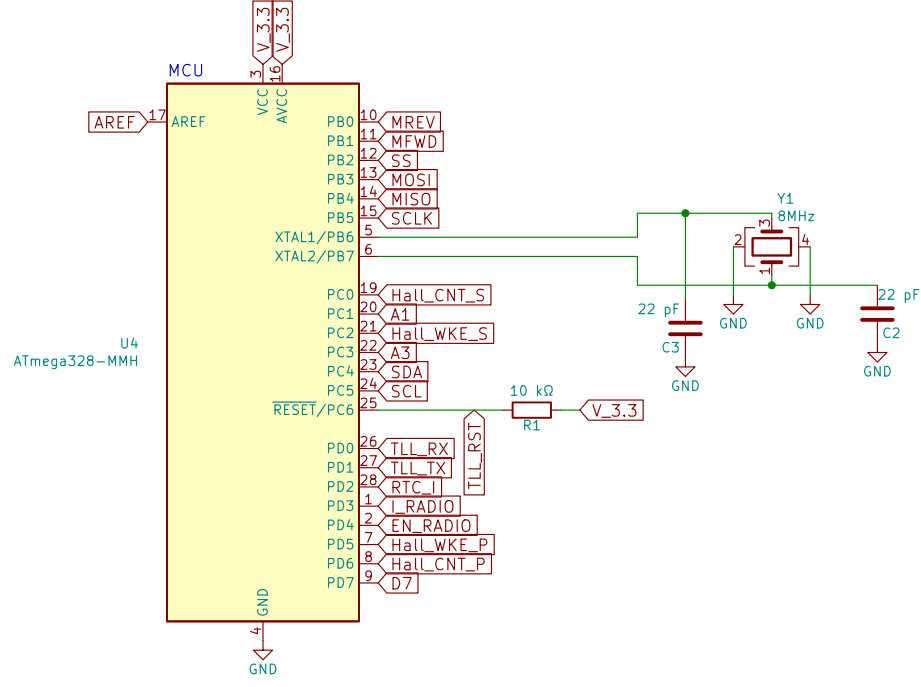 V_3.3
V_3.3
MCU
3
16
VCC
AVCC
AREF
17
AREF
PB0
10
MREV
PB1
11
MFWD
PB2
12
SS
PB3
13
MOSI
PB4
14
MISO
PB5
15
SCLK
XTAL1/PB6
5
XTAL2/PB7
6
PC0
19
Hall_CNT_S
PC1
20
A1
PC2
21
Hall_WKE_S
PC3
22
A3
PC4
23
SDA
PC5
24
SCL
RESET/PC6
25
U4
ATmega328-MMH
10 kΩ
R1
V_3.3
TLL_RST
PD0
26
TLL_RX
PD1
27
TLL_TX
PD2
28
RTC_I
PD3
1
I_RADIO
PD4
2
EN_RADIO
PD5
7
Hall_WKE_P
PD6
8
Hall_CNT_P
PD7
9
D7
GND
4
GND
Y1
8MHz
3
2
4
1
GND
GND
22 pF
C3
GND
22 pF
C2
GND